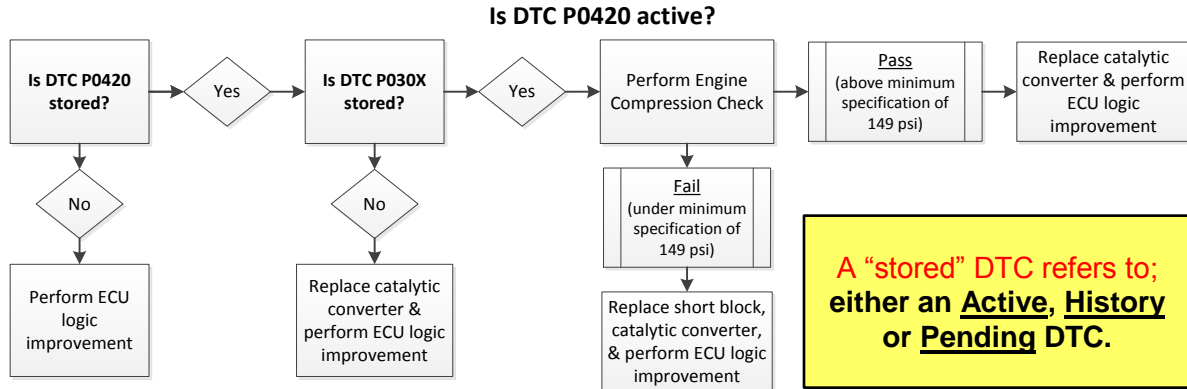 Is DTC P0420 active?
Is DTC P0420
stored?
Yes
Is DTC P030X
stored?
Yes
Perform Engine
Compression Check
Pass
(above minimum
specification of
149 psi)
Replace catalytic
converter & perform
ECU logic
improvement
No
No
Fail
(under minimum
specification of
149 psi)
Perform ECU
logic
improvement
Replace catalytic
converter &
perform ECU logic
improvement
Replace short block,
catalytic converter,
& perform ECU logic
improvement
A “stored” DTC refers to;
either an Active, History
or Pending DTC.